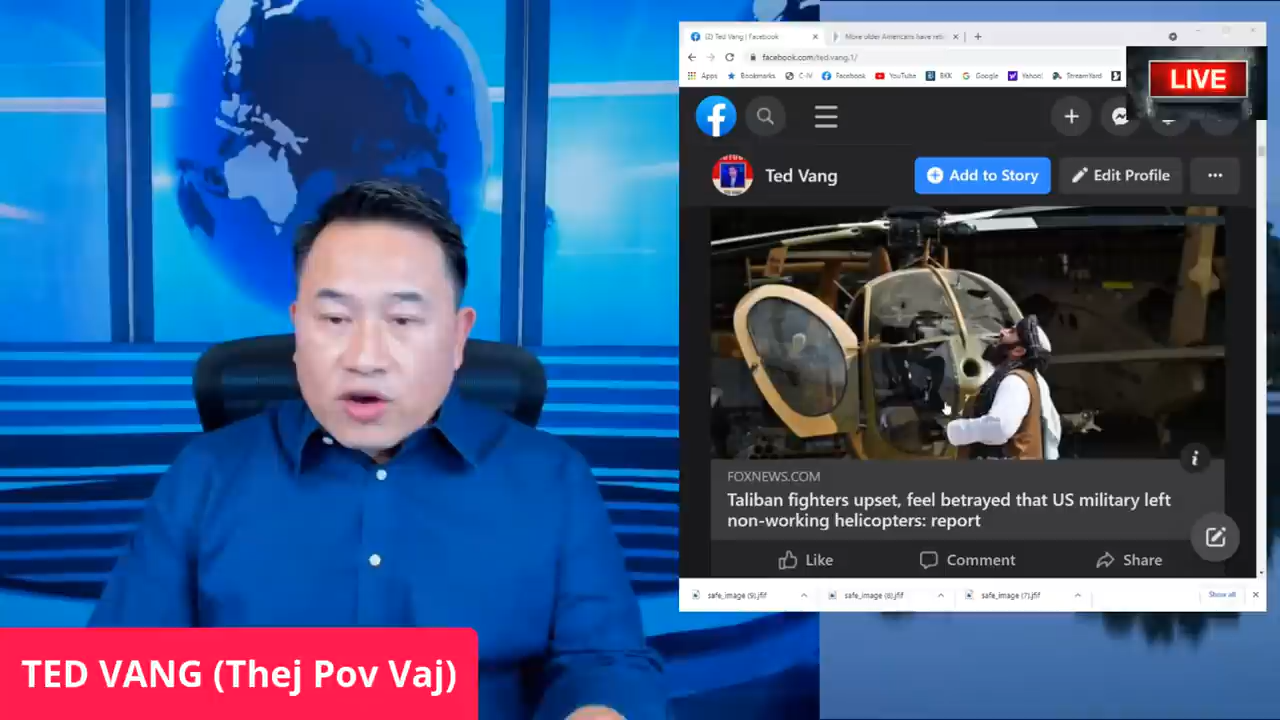 (2) Ted Vang | Facebook
More older Americans have reti
facebook.com/ted.vang.1/
Apps Bookmarks C-IV Facebook YouTube BKK Google Yahoo! StreamYard
LIVE
Ted Vang
Add to Story
Edit Profile
FOXNEWS.COM
Taliban fighters upset, feel betrayed that US military left
non-working helicopters: report
Like Comment Share
safe_image (9).jfif safe_image (8).jfif safe_image (7).jfif Show all
TED VANG (Thej Pov Vaj)